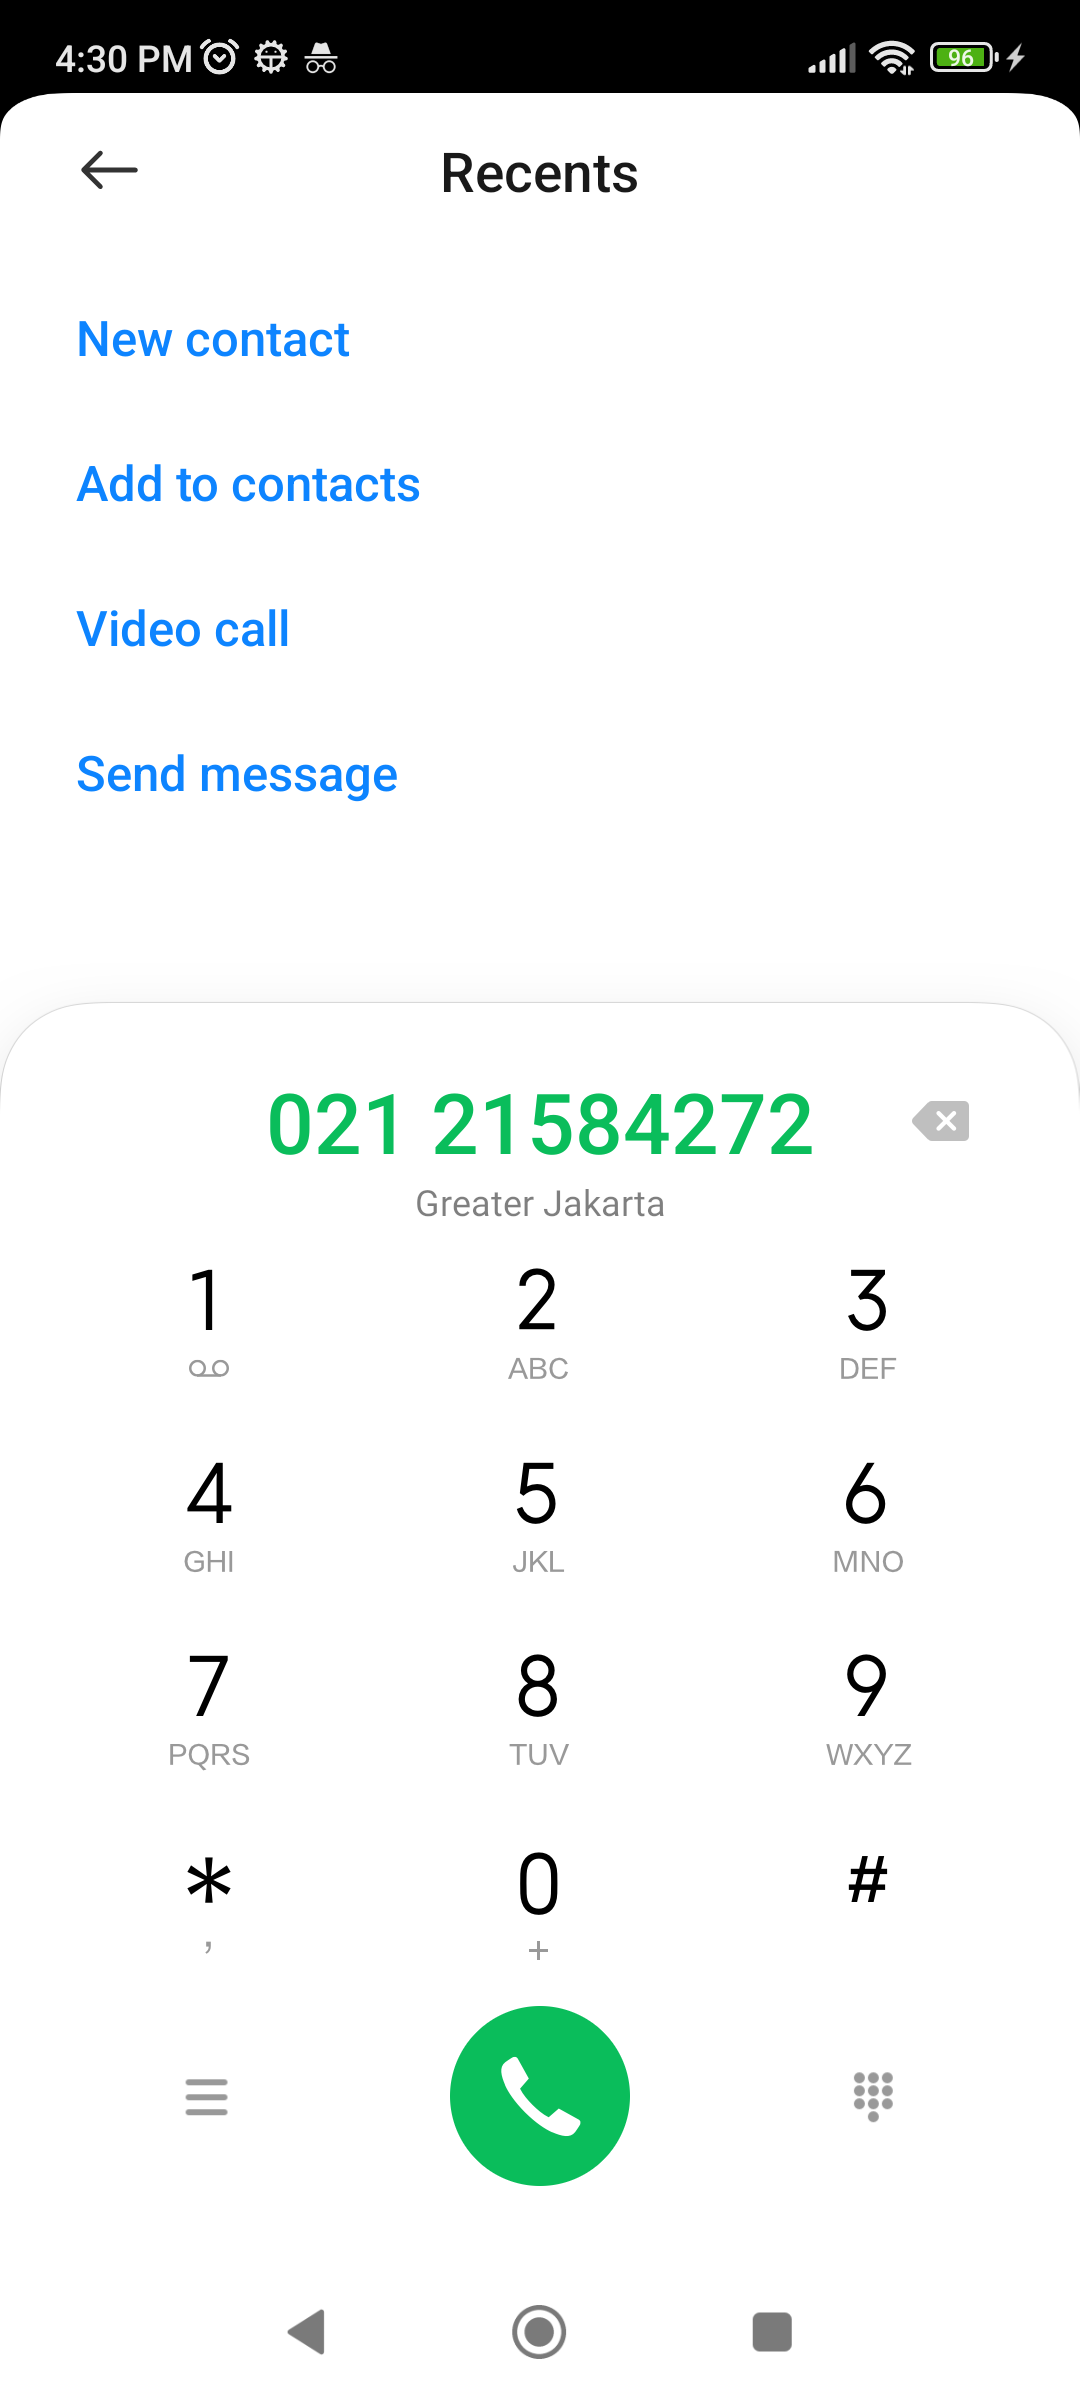 4:30 PM
96
Recents
New contact
Add to contacts
Video call
Send message
021 21584272
Greater Jakarta
1 2 3
ABC DEF
4 5 6
GHI JKL MNO
7 8 9
PQRS TUV WXYZ
* 0 #
, +